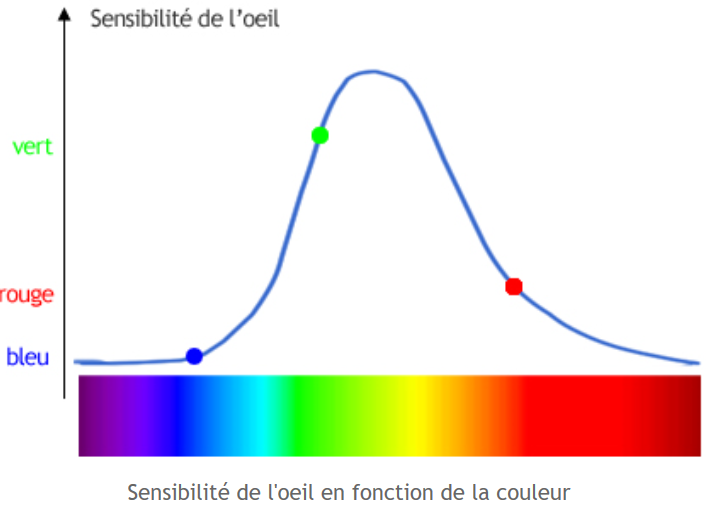 Sensibilité de l'oeil
vert
rouge
bleu
Sensibilité de l'oeil en fonction de la couleur